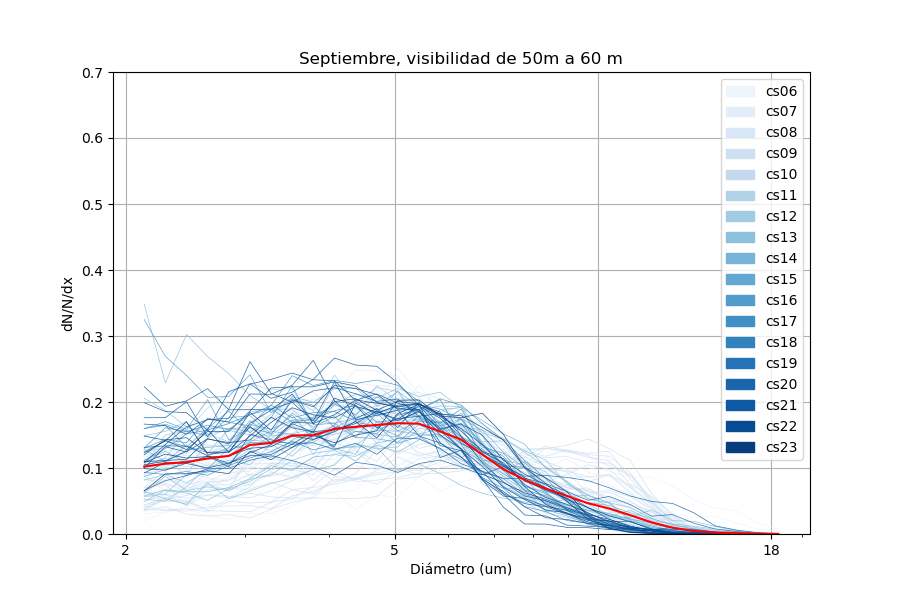 Septiembre, visibilidad de 50m a 60 m
0.7
0.6
0.5
0.4
0.3
0.2
0.1
0.0
dN/N/dx
cs06
cs07
cs08
cs09
cs10
cs11
cs12
cs13
cs14
cs15
cs16
cs17
cs18
cs19
cs20
cs21
cs22
cs23
2 5 10 18
Diámetro (um)